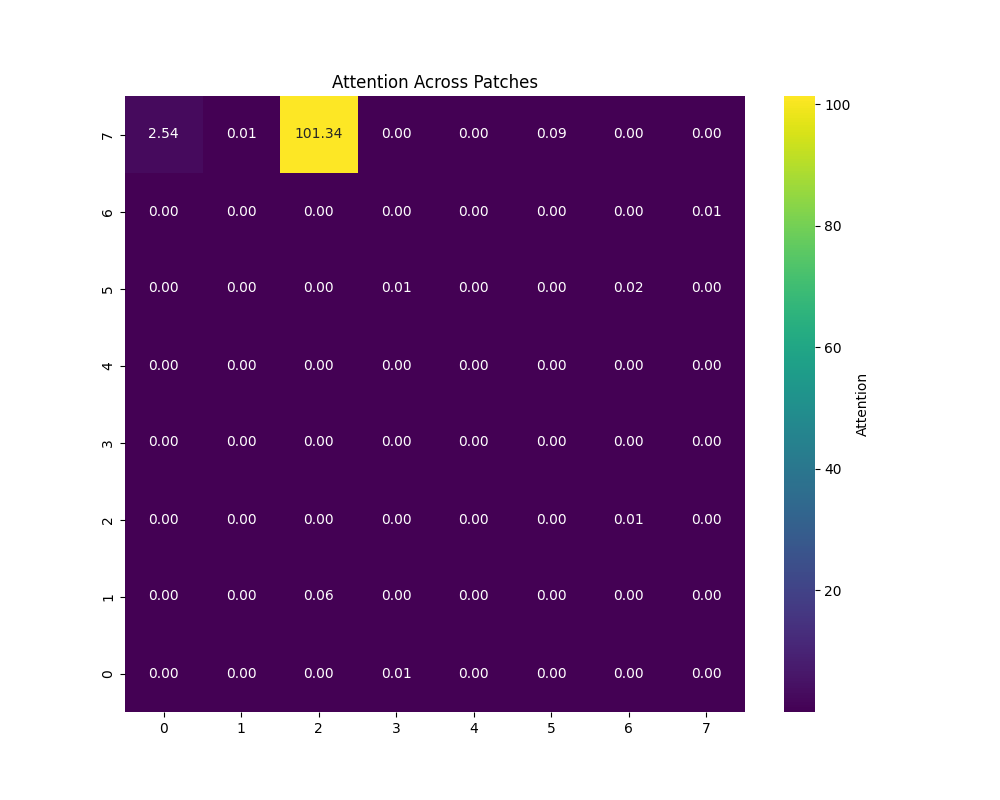 Attention Across Patches
7 2.54 0.01 101.34 0.00 0.00 0.09 0.00 0.00
6 0.00 0.00 0.00 0.00 0.00 0.00 0.00 0.01
5 0.00 0.00 0.00 0.01 0.00 0.00 0.02 0.00
4 0.00 0.00 0.00 0.00 0.00 0.00 0.00 0.00
3 0.00 0.00 0.00 0.00 0.00 0.00 0.00 0.00
2 0.00 0.00 0.00 0.00 0.00 0.00 0.01 0.00
1 0.00 0.00 0.06 0.00 0.00 0.00 0.00 0.00
0 0.00 0.00 0.00 0.01 0.00 0.00 0.00 0.00
0 1 2 3 4 5 6 7
100
80
60
40
20
Attention